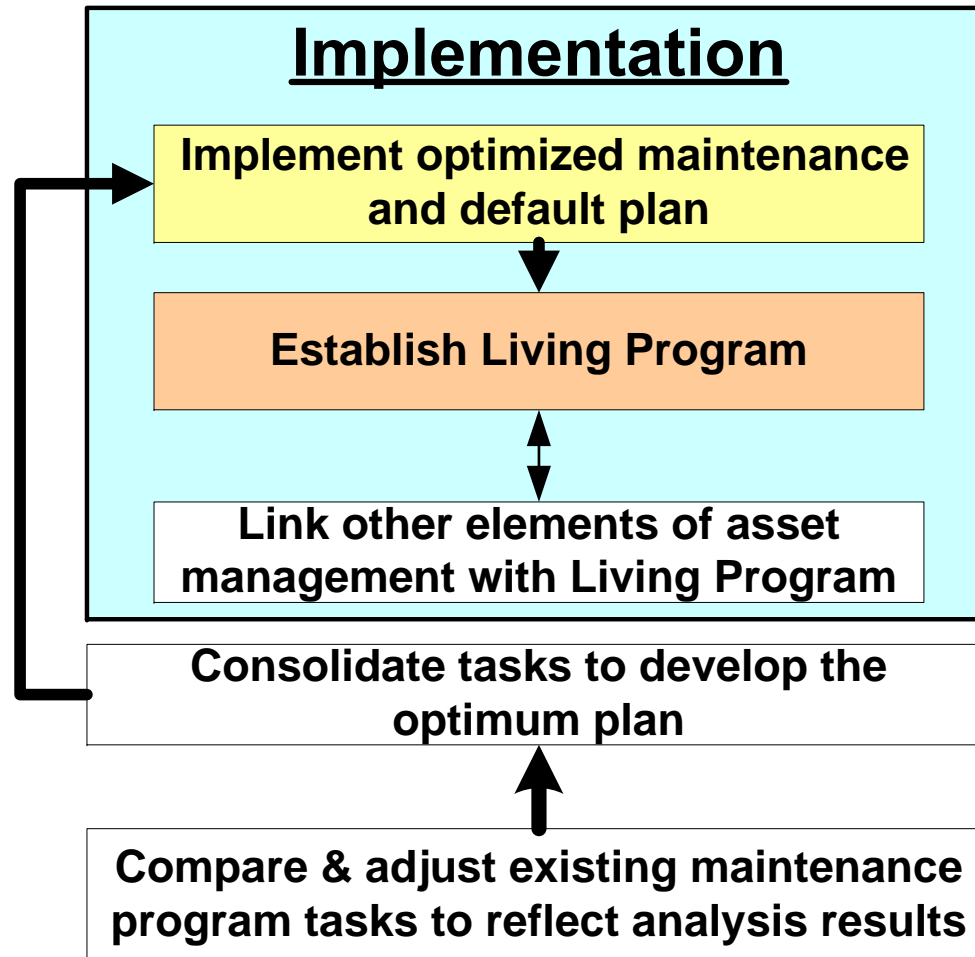 Implementation
Implement optimized maintenance
and default plan
Establish Living Program
Link other elements of asset
management with Living Program
Consolidate tasks to develop the
optimum plan
Compare & adjust existing maintenance
program tasks to reflect analysis results